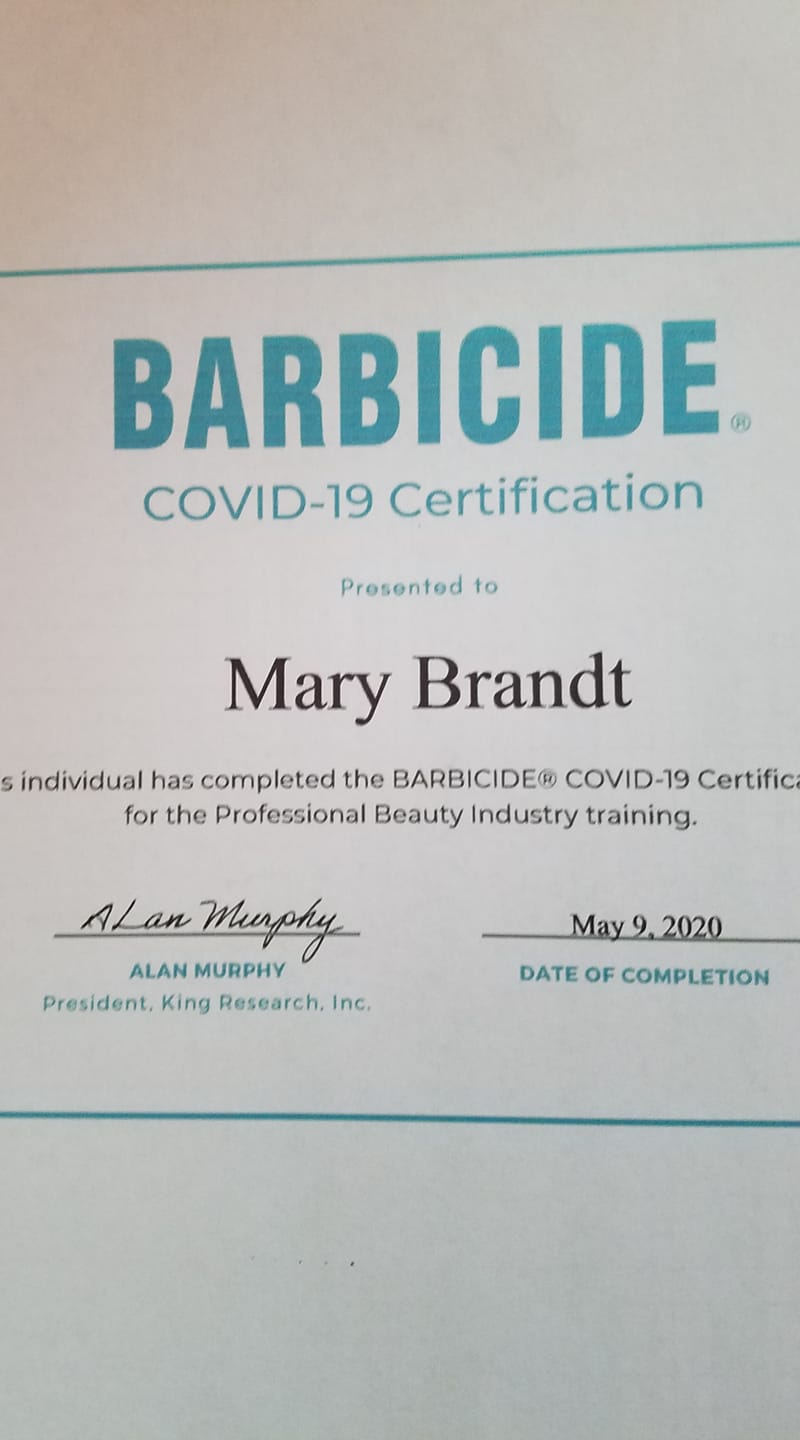 BARBICIDE®
COVID-19 Certification
Presented to
Mary Brandt
s individual has completed the BARBICIDE® COVID-19 Certifica
for the Professional Beauty Industry training.
ALan Murphy
May 9, 2020
ALAN MURPHY
DATE OF COMPLETION
President, King Research, Inc.